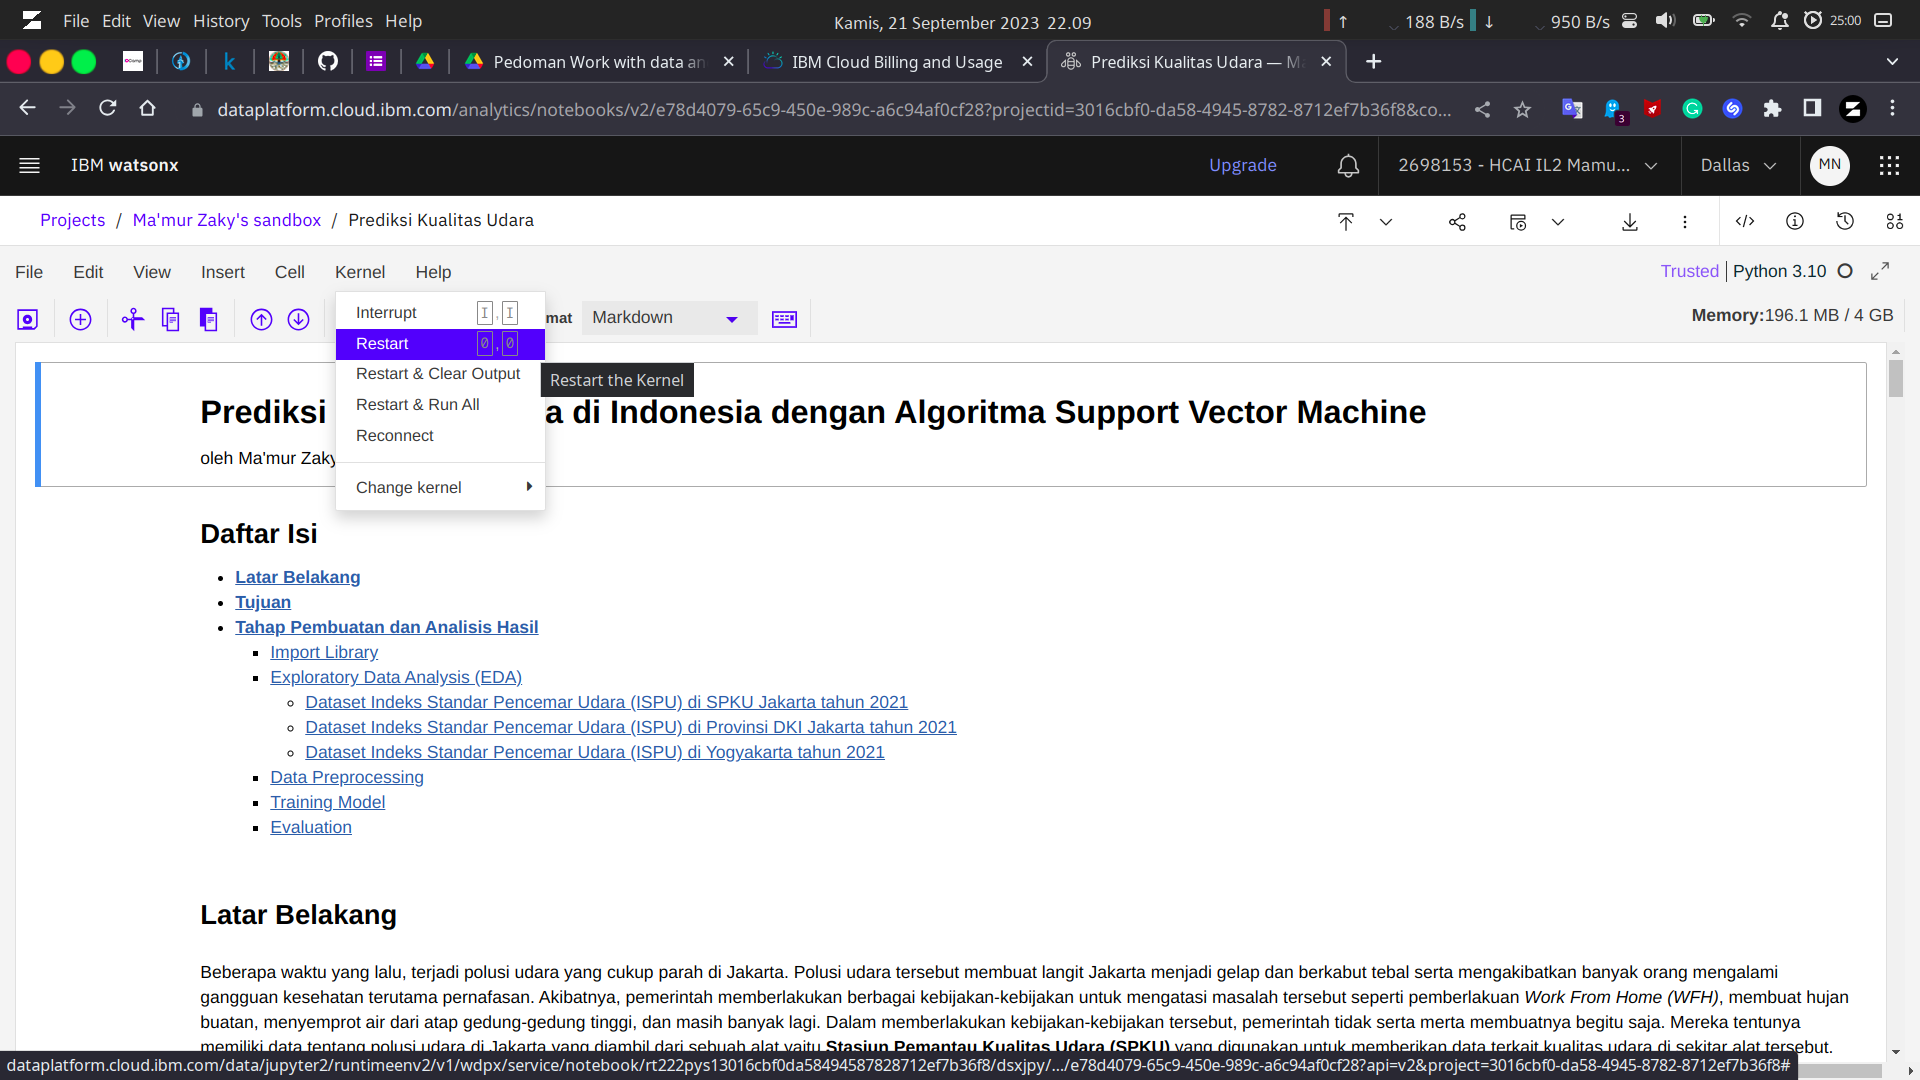 File Edit View History Tools Profiles Help
Kamis, 21 September 2023 22.09
↑ 188 B/s ↓ 950 B/s
25:00
Pedoman Work with data an
IBM Cloud Billing and Usage
Prediksi Kualitas Udara — Ma
dataplatform.cloud.ibm.com/analytics/notebooks/v2/e78d4079-65c9-450e-989c-a6c94af0cf28?projectid=3016cbf0-da58-4945-8782-8712ef7b36f8&co...
3
IBM watsonx
Upgrade
2698153 - HCAI IL2 Mamu...
Dallas
MN
Projects / Ma'mur Zaky's sandbox / Prediksi Kualitas Udara
File Edit View Insert Cell Kernel Help
Trusted | Python 3.10
mat
Markdown
Memory:196.1 MB / 4 GB
Interrupt I, I
Restart 0, 0
Restart & Clear Output
Restart & Run All
Reconnect
Change kernel
Restart the Kernel
Prediksi a di Indonesia dengan Algoritma Support Vector Machine
oleh Ma'mur Zaky
Daftar Isi
Latar Belakang
Tujuan
Tahap Pembuatan dan Analisis Hasil
Import Library
Exploratory Data Analysis (EDA)
Dataset Indeks Standar Pencemar Udara (ISPU) di SPKU Jakarta tahun 2021
Dataset Indeks Standar Pencemar Udara (ISPU) di Provinsi DKI Jakarta tahun 2021
Dataset Indeks Standar Pencemar Udara (ISPU) di Yogyakarta tahun 2021
Data Preprocessing
Training Model
Evaluation
Latar Belakang
Beberapa waktu yang lalu, terjadi polusi udara yang cukup parah di Jakarta. Polusi udara tersebut membuat langit Jakarta menjadi gelap dan berkabut tebal serta mengakibatkan banyak orang mengalami
gangguan kesehatan terutama pernafasan. Akibatnya, pemerintah memberlakukan berbagai kebijakan-kebijakan untuk mengatasi masalah tersebut seperti pemberlakuan Work From Home (WFH), membuat hujan
buatan, menyemprot air dari atap gedung-gedung tinggi, dan masih banyak lagi. Dalam memberlakukan kebijakan-kebijakan tersebut, pemerintah tidak serta merta membuatnya begitu saja. Mereka tentunya
memiliki data tentang polusi udara di Jakarta yang diambil dari sebuah alat yaitu Stasiun Pemantau Kualitas Udara (SPKU) yang digunakan untuk memberikan data terkait kualitas udara di sekitar alat tersebut.
dataplatform.cloud.ibm.com/data/jupyter2/runtimeenv2/v1/wdpx/service/notebook/rt222pys13016cbf0da58494587828712ef7b36f8/dsxjpy/.../e78d4079-65c9-450e-989c-a6c94af0cf28?api=v2&project=3016cbf0-da58-4945-8782-8712ef7b36f8#